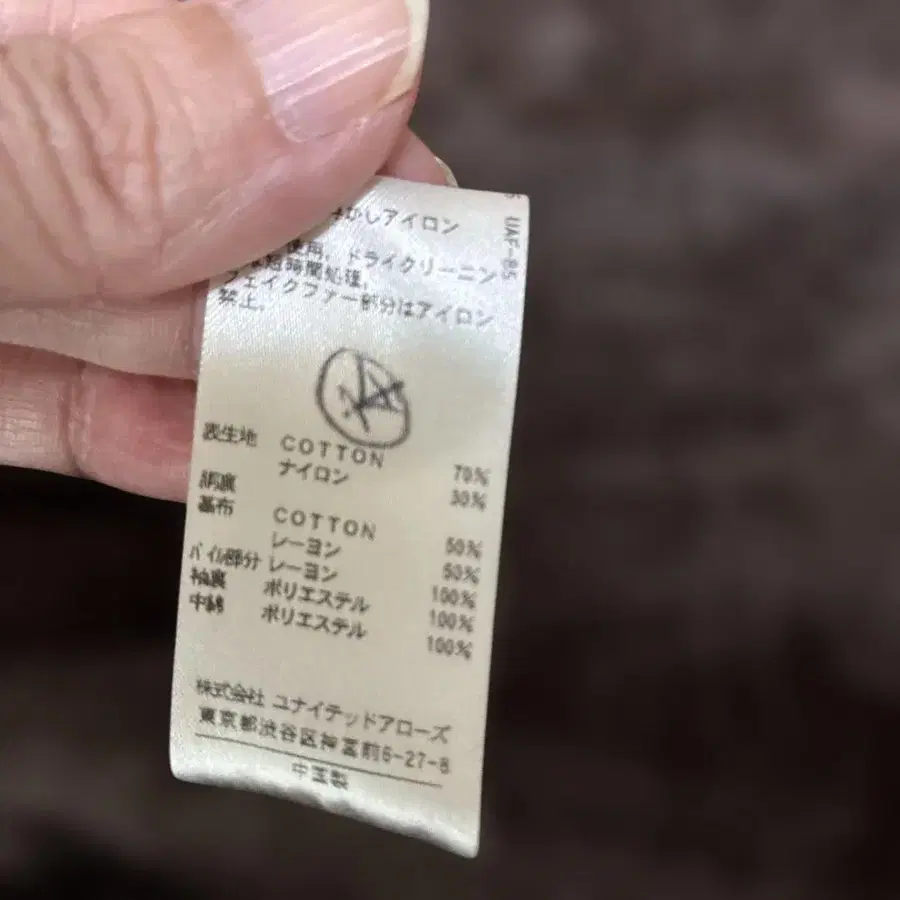 アイロン
使用, ドライクリーニン
短時間処理,
フェイクファー部分はアイロン
禁止.
表生地 COTTON 70%
ナイロン 30%
胴裏
基布 COTTON 50%
レーヨン 50%
パイル部分 レーヨン 100%
袖裏 ポリエステル 100%
中綿 ポリエステル 100%
株式会社 ユナイテッドアローズ
東京都渋谷区神宮前6-27-8
中国製
UAF-85